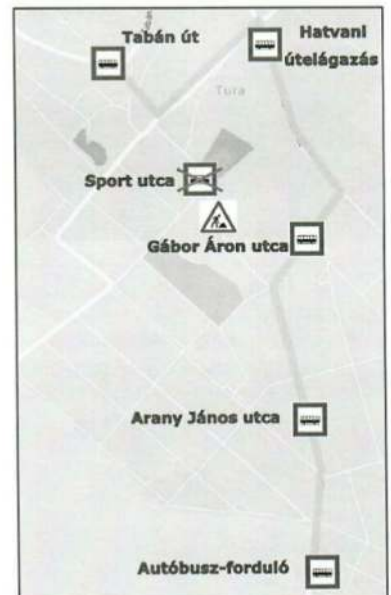 Tabán út
Hatvani
útelágazás
Tura
Sport utca
Gábor Áron utca
Arany János utca
Autóbusz-forduló